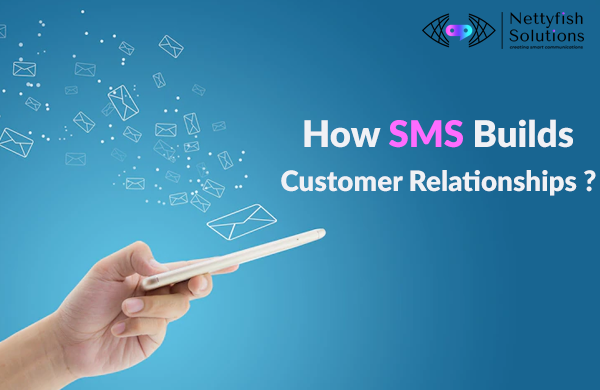 Nettyfish
Solutions
creating smart communications
How SMS Builds
Customer Relationships ?